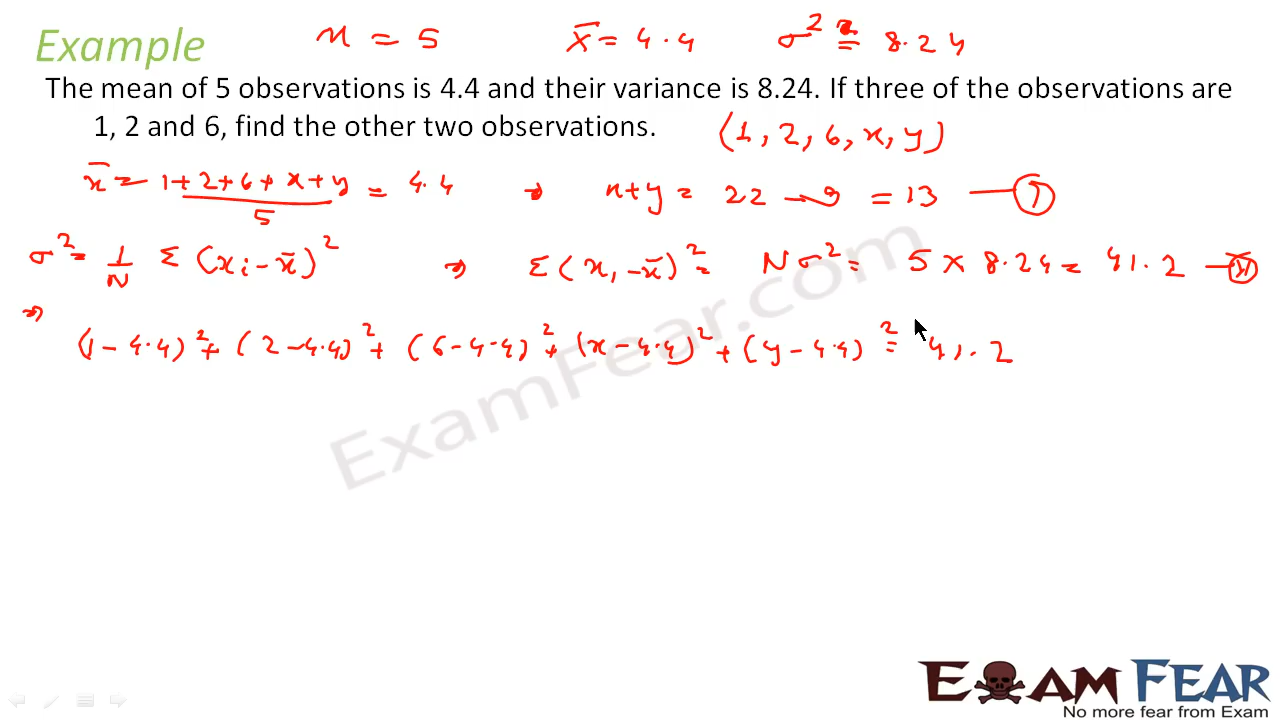 Example n = 5 x̄ = 4.4 σ² = 8.24
The mean of 5 observations is 4.4 and their variance is 8.24. If three of the observations are
1, 2 and 6, find the other two observations. (1, 2, 6, x, y)
x̄ = 1+2+6+x+y/5 = 4.4 ⇒ x+y = 22 - 9 = 13 — I
σ² = 1/N Σ (xi - x̄)² ⇒ Σ(xi - x̄)² = Nσ² = 5 × 8.24 = 41.2 — II
⇒
(1 - 4.4)² + (2 - 4.4)² + (6 - 4.4)² + (x - 4.4)² + (y - 4.4)² = 41.2
ExamFear.com
EXAM FEAR
No more fear from Exam